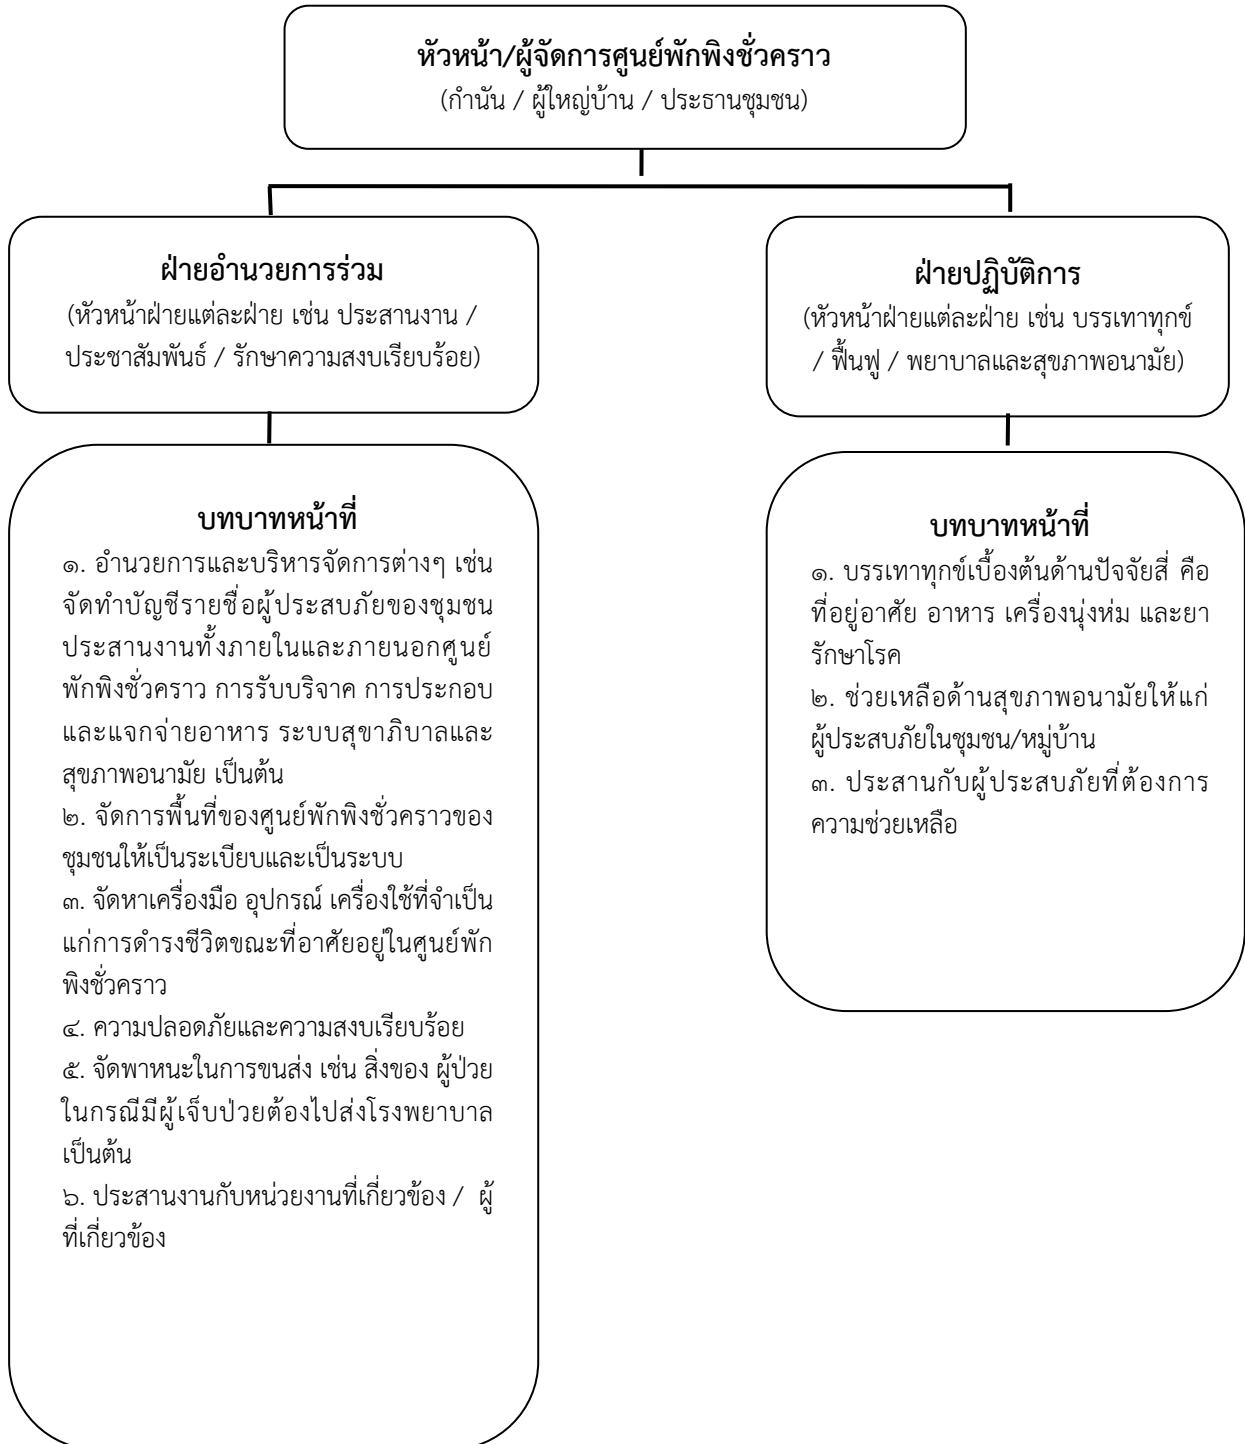 หัวหน้า/ผู้จัดการศูนย์พักพิงชั่วคราว
(กำนัน / ผู้ใหญ่บ้าน / ประธานชุมชน)
ฝ่ายอำนวยการร่วม
(หัวหน้าฝ่ายแต่ละฝ่าย เช่น ประสานงาน /
ประชาสัมพันธ์ / รักษาความสงบเรียบร้อย)
บทบาทหน้าที่
๑. อำนวยการและบริหารจัดการต่างๆ เช่น
จัดทำบัญชีรายชื่อผู้ประสบภัยของชุมชน
ประสานงานทั้งภายในและภายนอกศูนย์
พักพิงชั่วคราว การรับบริจาค การประกอบ
และแจกจ่ายอาหาร ระบบสุขาภิบาลและ
สุขภาพอนามัย เป็นต้น
๒. จัดการพื้นที่ของศูนย์พักพิงชั่วคราวของ
ชุมชนให้เป็นระเบียบและเป็นระบบ
๓. จัดหาเครื่องมือ อุปกรณ์ เครื่องใช้ที่จำเป็น
แก่การดำรงชีวิตขณะที่อาศัยอยู่ในศูนย์พัก
พิงชั่วคราว
๔. ความปลอดภัยและความสงบเรียบร้อย
๕. จัดพาหนะในการขนส่ง เช่น สิ่งของ ผู้ป่วย
ในกรณีมีผู้เจ็บป่วยต้องไปส่งโรงพยาบาล
เป็นต้น
๖. ประสานงานกับหน่วยงานที่เกี่ยวข้อง / ผู้
ที่เกี่ยวข้อง
ฝ่ายปฏิบัติการ
(หัวหน้าฝ่ายแต่ละฝ่าย เช่น บรรเทาทุกข์
/ ฟื้นฟู / พยาบาลและสุขภาพอนามัย)
บทบาทหน้าที่
๑. บรรเทาทุกข์เบื้องต้นด้านปัจจัยสี่ คือ
ที่อยู่อาศัย อาหาร เครื่องนุ่งห่ม และยา
รักษาโรค
๒. ช่วยเหลือด้านสุขภาพอนามัยให้แก่
ผู้ประสบภัยในชุมชน/หมู่บ้าน
๓. ประสานกับผู้ประสบภัยที่ต้องการ
ความช่วยเหลือ